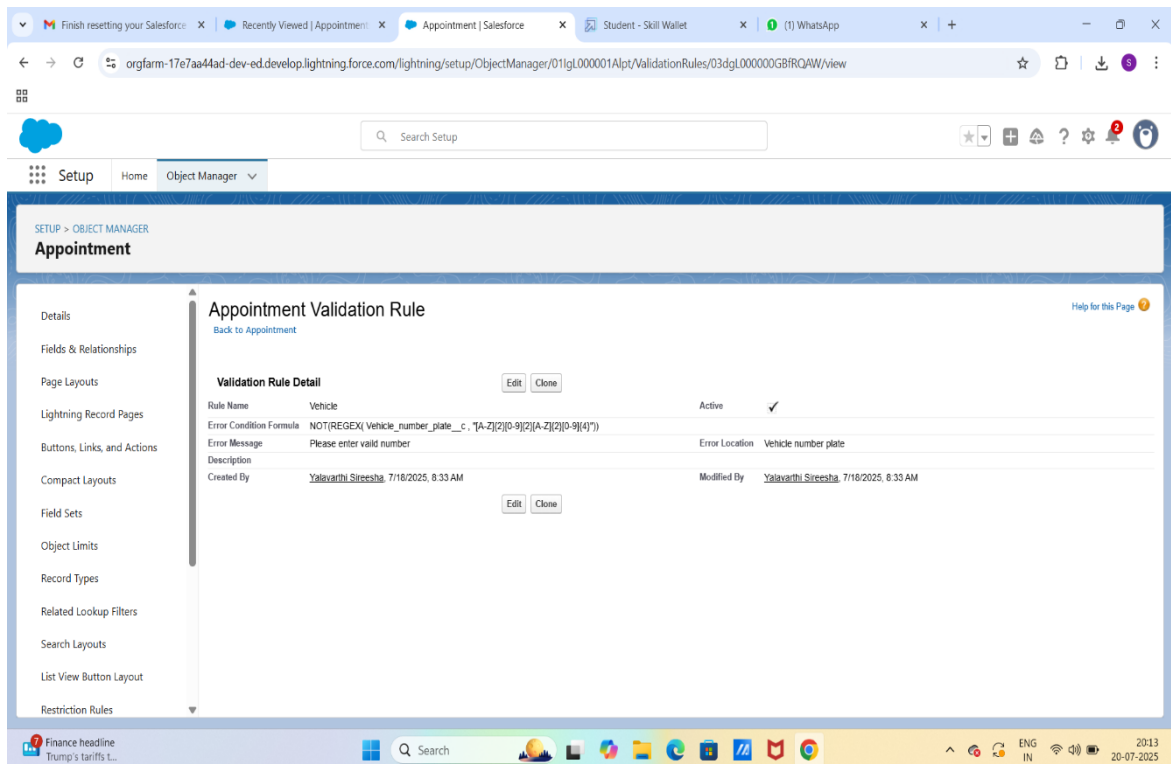 Finish resetting your Salesforce
Recently Viewed | Appointment
Appointment | Salesforce
Student - Skill Wallet
(1) WhatsApp
orgfarm-17e7aa44ad-dev-ed.develop.lightning.force.com/lightning/setup/ObjectManager/01IgL000001Alpt/ValidationRules/03dgL000000GBfRQAW/view
S
Search Setup
2
Setup Home Object Manager
SETUP > OBJECT MANAGER
Appointment
Details
Fields & Relationships
Page Layouts
Lightning Record Pages
Buttons, Links, and Actions
Compact Layouts
Field Sets
Object Limits
Record Types
Related Lookup Filters
Search Layouts
List View Button Layout
Restriction Rules
Appointment Validation Rule
Help for this Page
Back to Appointment
Validation Rule Detail Edit Clone
Rule Name Vehicle Active ✓
Error Condition Formula NOT(REGEX( Vehicle_number_plate__c , "[A-Z]{2}[0-9]{2}[A-Z]{2}[0-9]{4}"))
Error Message Please enter vaild number Error Location Vehicle number plate
Description
Created By Yalavarthi Sireesha, 7/18/2025, 8:33 AM Modified By Yalavarthi Sireesha, 7/18/2025, 8:33 AM
Edit Clone
7
Finance headline
Trump's tariffs t...
Search
ENG
IN
20:13
20-07-2025